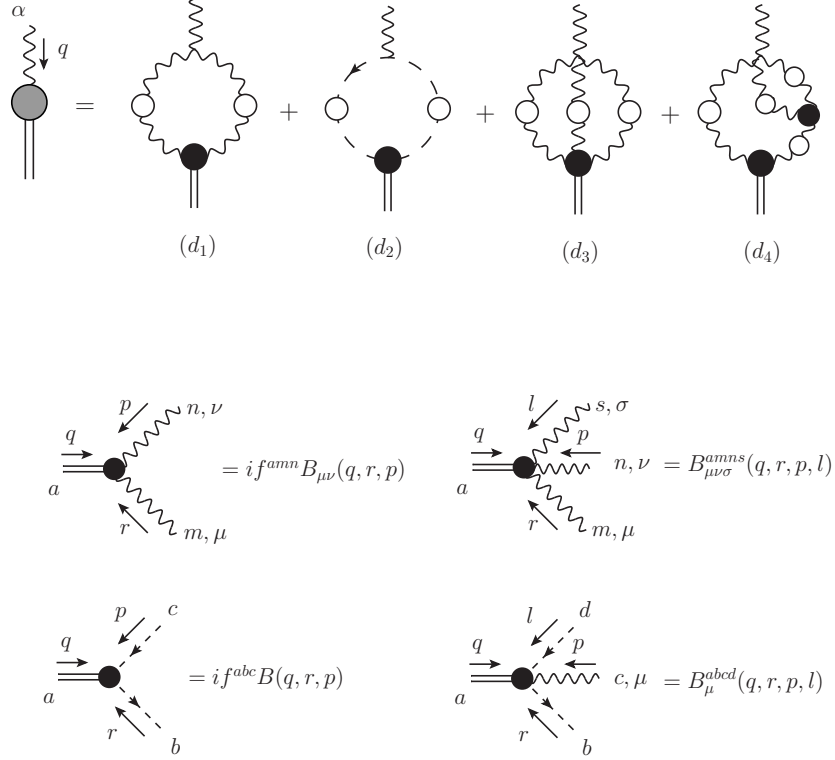 α
q
= + + +
(d₁) (d₂) (d₃) (d₄)
p n, ν
q
a
r m, μ
= if^{amn}B_{μν}(q, r, p)
l s, σ
q p
a n, ν
r m, μ
= B^{amns}_{μνσ}(q, r, p, l)
p c
q
a
r b
= if^{abc}B(q, r, p)
l d
q p
a c, μ
r b
= B^{abcd}_{μ}(q, r, p, l)